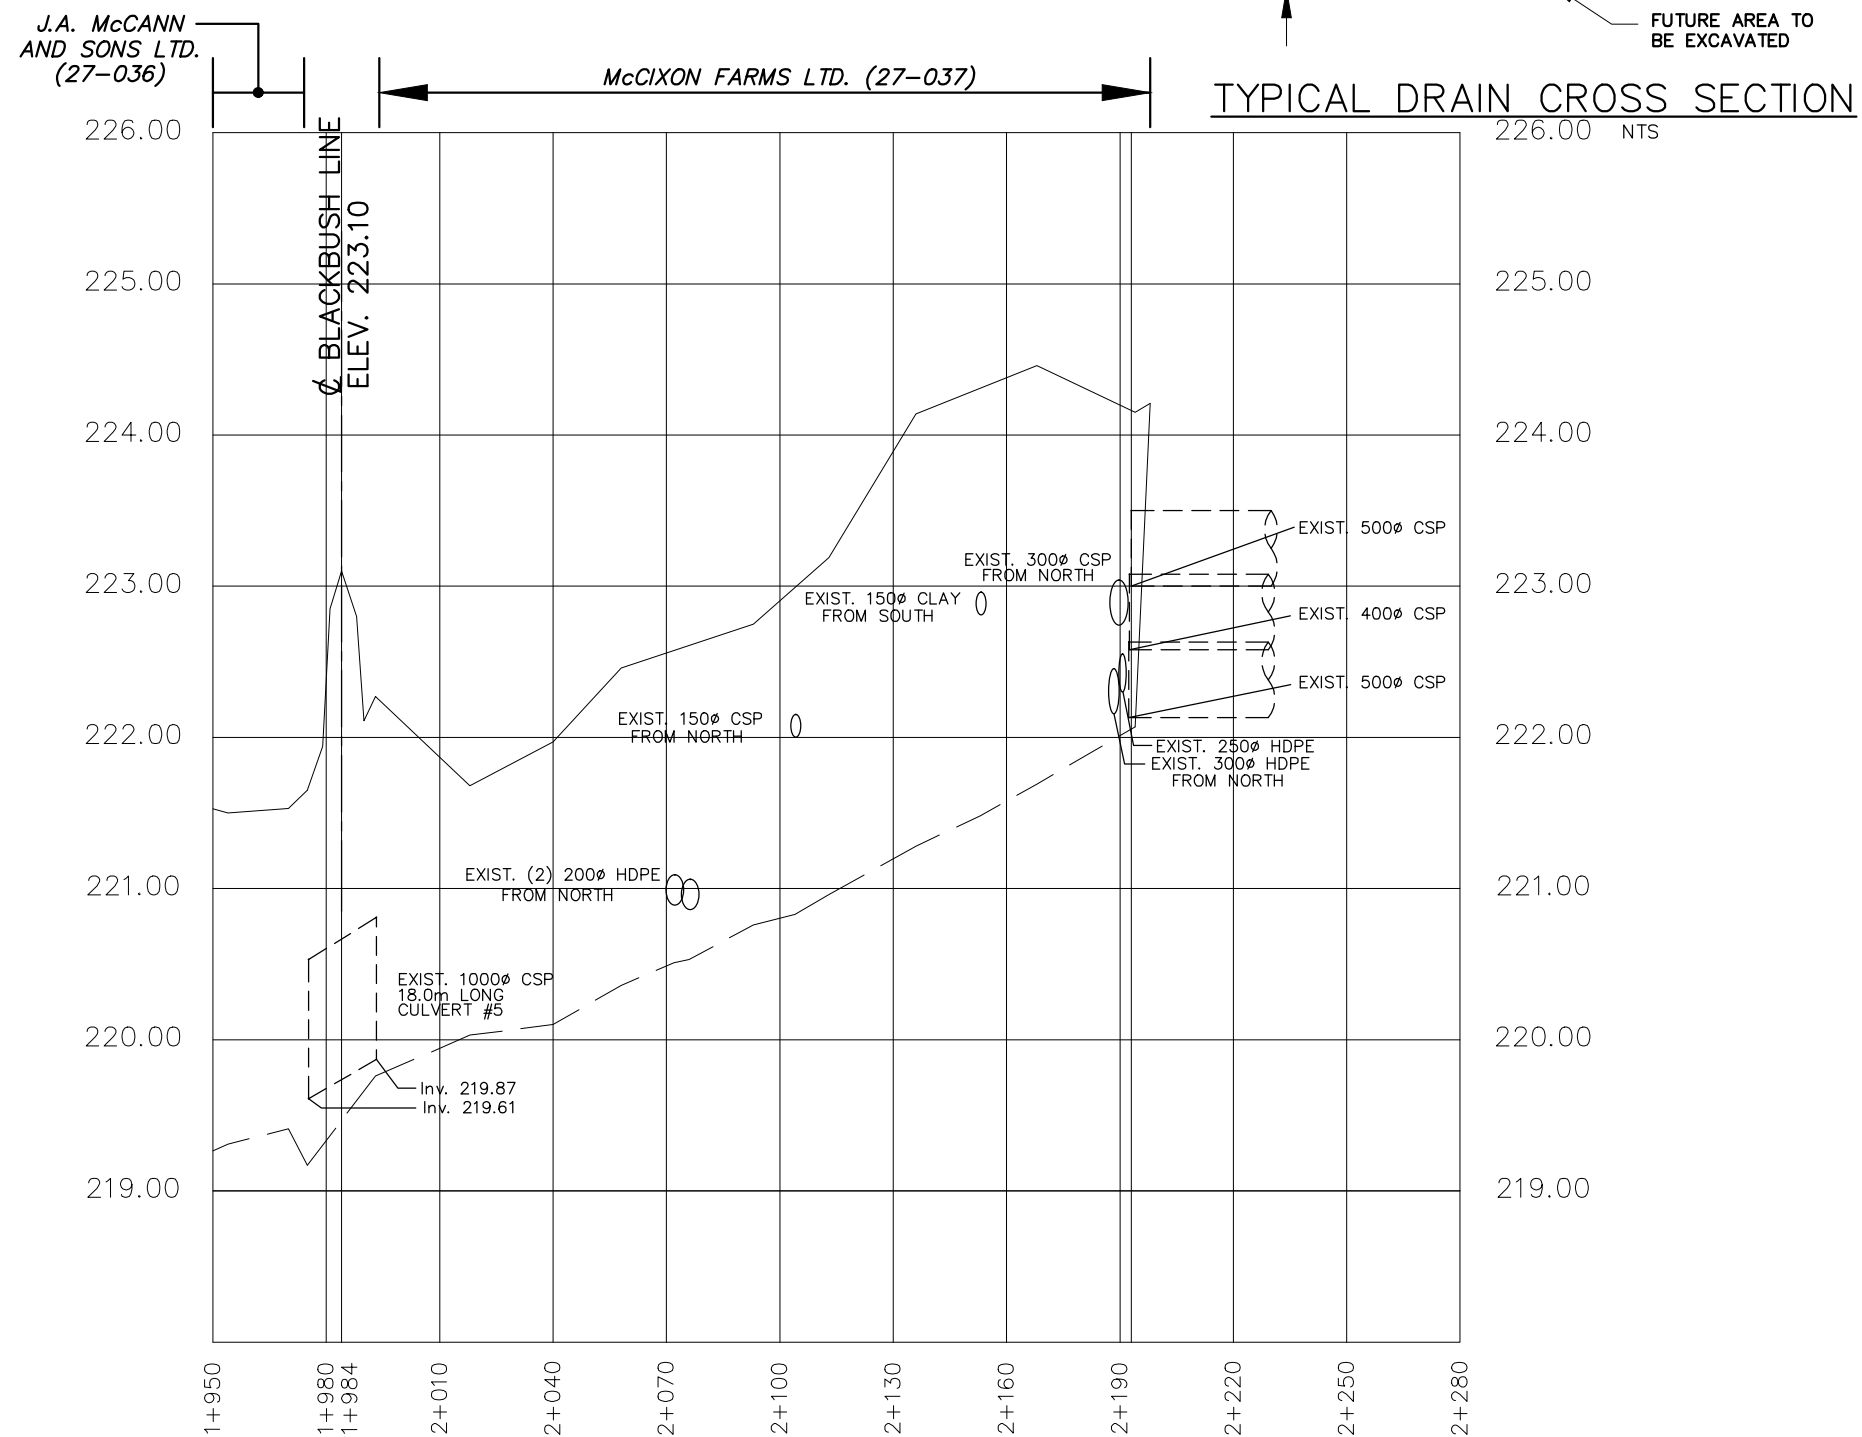 J.A. McCANN
AND SONS LTD.
(27-036)
McCIXON FARMS LTD. (27-037)
FUTURE AREA TO
BE EXCAVATED
TYPICAL DRAIN CROSS SECTION
NTS
226.00
226.00
℄ BLACKBUSH LINE
ELEV. 223.10
225.00
225.00
224.00
224.00
EXIST. 500ø CSP
EXIST. 300ø CSP
FROM NORTH
223.00
223.00
EXIST. 150ø CLAY
FROM SOUTH
EXIST. 400ø CSP
EXIST. 500ø CSP
EXIST. 150ø CSP
FROM NORTH
222.00
222.00
EXIST. 250ø HDPE
EXIST. 300ø HDPE
FROM NORTH
EXIST. (2) 200ø HDPE
FROM NORTH
221.00
221.00
EXIST. 1000ø CSP
18.0m LONG
CULVERT #5
220.00
220.00
Inv. 219.87
Inv. 219.61
219.00
219.00
1+950
1+980
1+984
2+010
2+040
2+070
2+100
2+130
2+160
2+190
2+220
2+250
2+280